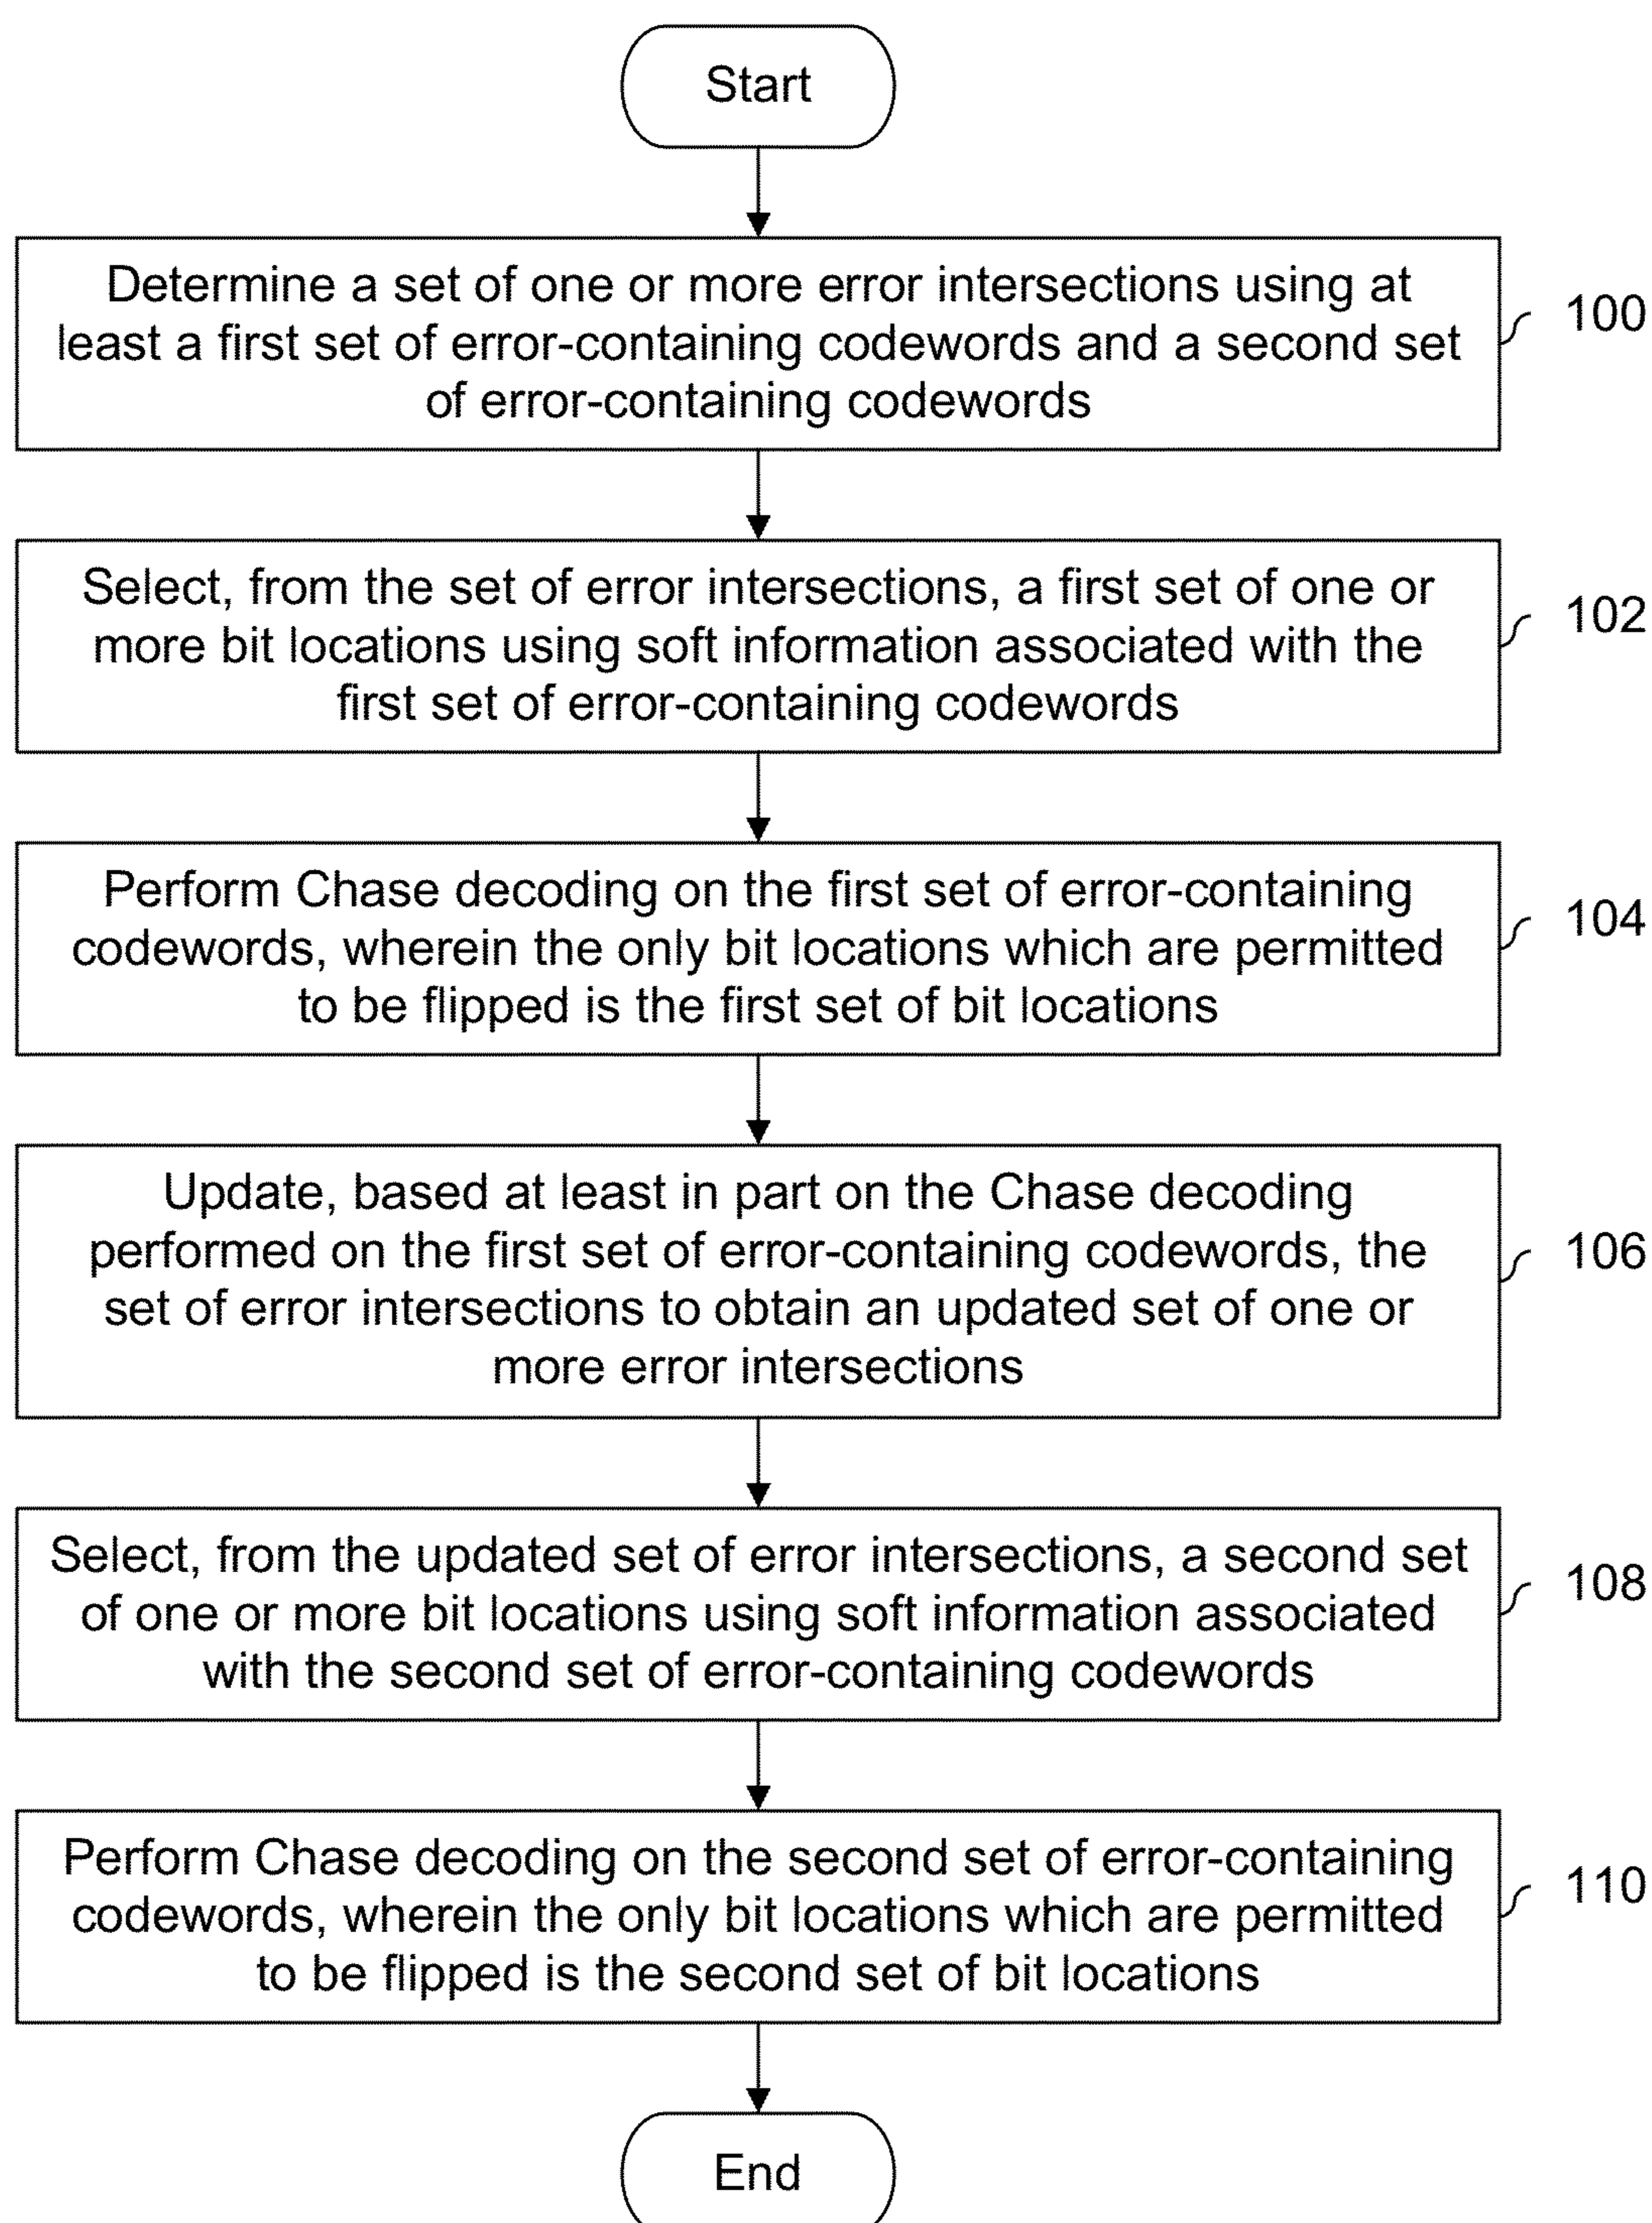 Start
Determine a set of one or more error intersections using at
least a first set of error-containing codewords and a second set
of error-containing codewords
100
Select, from the set of error intersections, a first set of one or
more bit locations using soft information associated with the
first set of error-containing codewords
102
Perform Chase decoding on the first set of error-containing
codewords, wherein the only bit locations which are permitted
to be flipped is the first set of bit locations
104
Update, based at least in part on the Chase decoding
performed on the first set of error-containing codewords, the
set of error intersections to obtain an updated set of one or
more error intersections
106
Select, from the updated set of error intersections, a second set
of one or more bit locations using soft information associated
with the second set of error-containing codewords
108
Perform Chase decoding on the second set of error-containing
codewords, wherein the only bit locations which are permitted
to be flipped is the second set of bit locations
110
End